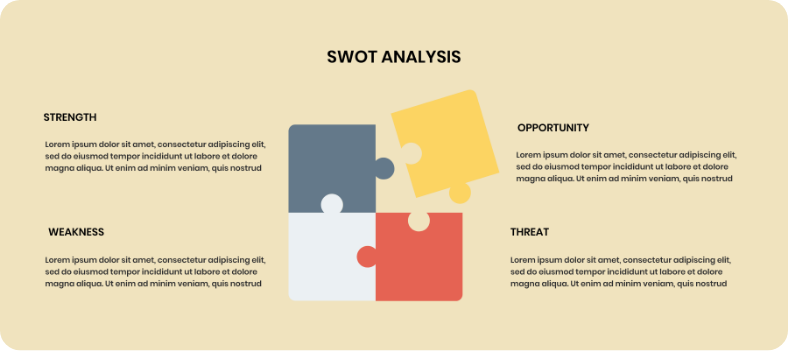 SWOT ANALYSIS
STRENGTH
Lorem ipsum dolor sit amet, consectetur adipiscing elit,
sed do eiusmod tempor incididunt ut labore et dolore
magna aliqua. Ut enim ad minim veniam, quis nostrud
WEAKNESS
Lorem ipsum dolor sit amet, consectetur adipiscing elit,
sed do eiusmod tempor incididunt ut labore et dolore
magna aliqua. Ut enim ad minim veniam, quis nostrud
OPPORTUNITY
Lorem ipsum dolor sit amet, consectetur adipiscing elit,
sed do eiusmod tempor incididunt ut labore et dolore
magna aliqua. Ut enim ad minim veniam, quis nostrud
THREAT
Lorem ipsum dolor sit amet, consectetur adipiscing elit,
sed do eiusmod tempor incididunt ut labore et dolore
magna aliqua. Ut enim ad minim veniam, quis nostrud